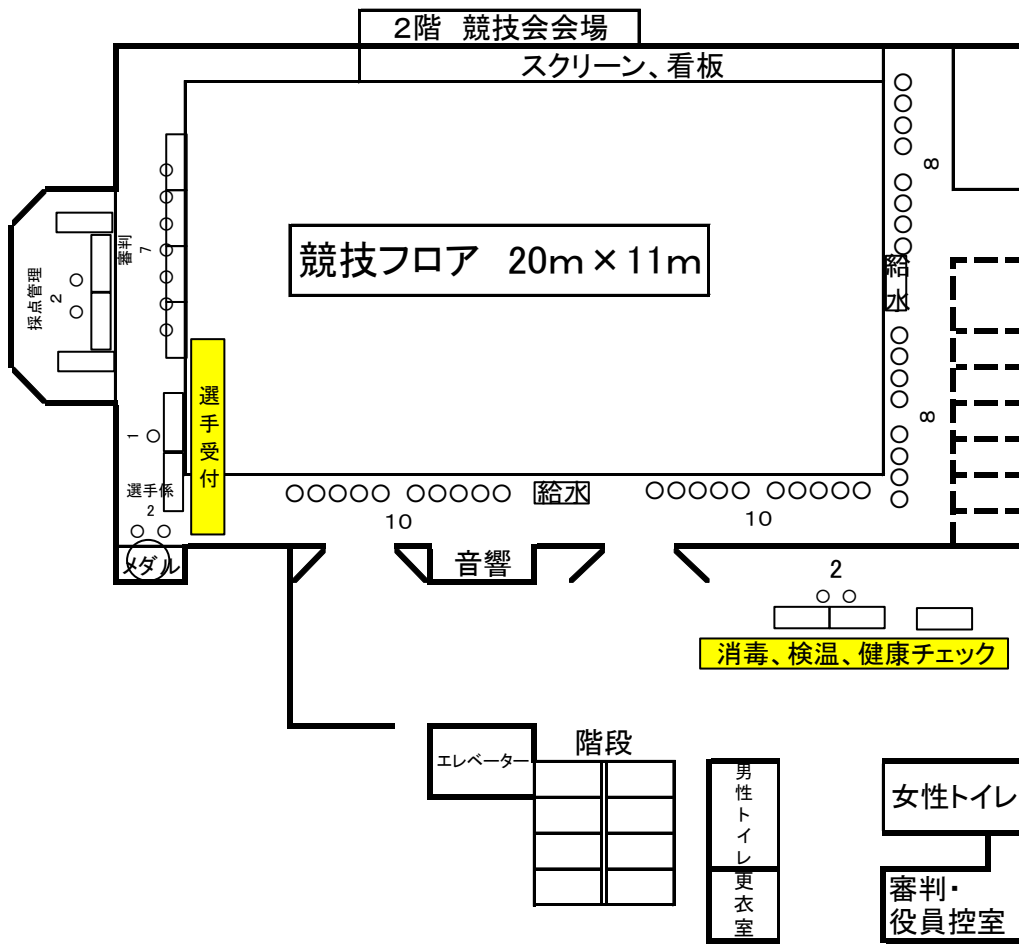 2階 競技会会場
スクリーン、看板
8
審判
7
競技フロア 20m×11m
採点管理
2
給水
選手受付
8
1
選手係
2
給水
10
10
メダル
音響
2
消毒、検温、健康チェック
階段
エレベーター
男性トイレ
女性トイレ
更衣室
審判・
役員控室